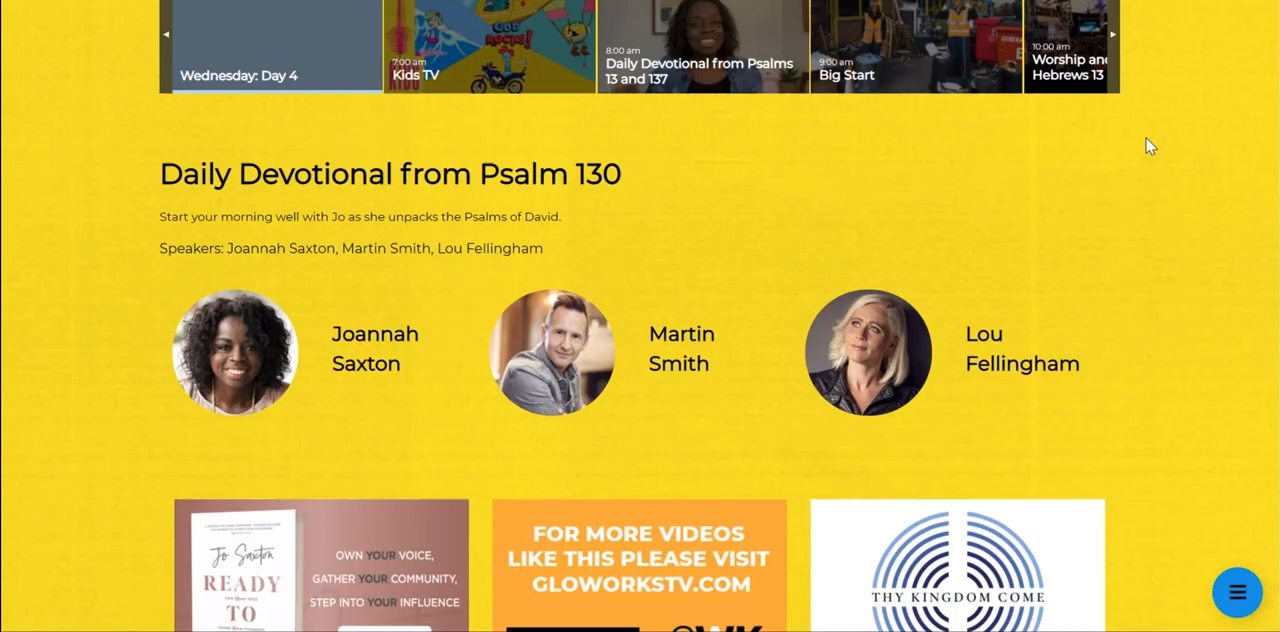 Wednesday: Day 4
GOD
ROCKS!
7:00 am
Kids TV
8:00 am
Daily Devotional from Psalms
13 and 137
9:00 am
Big Start
10:00 am
Worship and
Hebrews 13
Daily Devotional from Psalm 130
Start your morning well with Jo as she unpacks the Psalms of David.
Speakers: Joannah Saxton, Martin Smith, Lou Fellingham
Joannah
Saxton
Martin
Smith
Lou
Fellingham
Jo Saxton
READY
TO
OWN YOUR VOICE,
GATHER YOUR COMMUNITY,
STEP INTO YOUR INFLUENCE
FOR MORE VIDEOS
LIKE THIS PLEASE VISIT
GLOWORKSTV.COM
THY KINGDOM COME